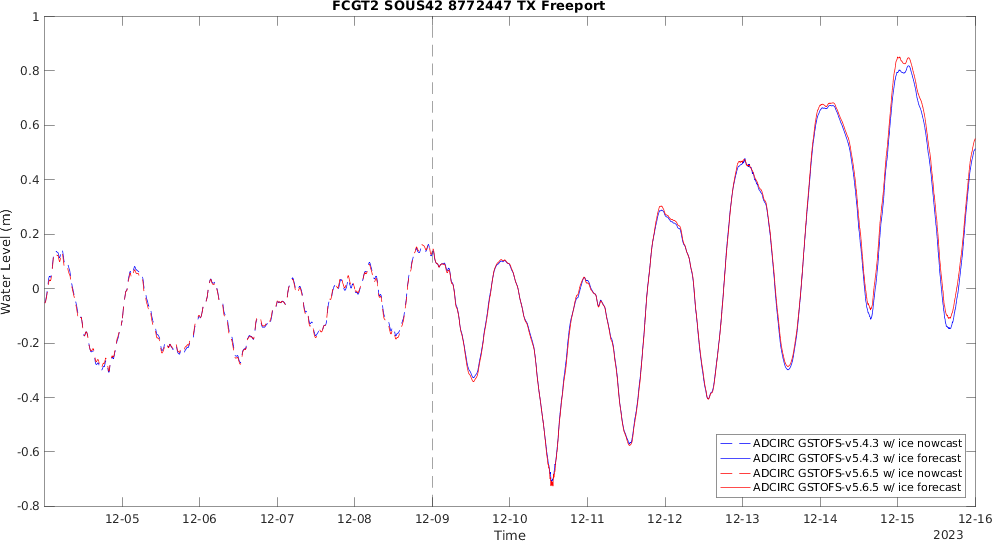 FCGT2 SOUS42 8772447 TX Freeport
1
0.8
0.6
0.4
0.2
0
-0.2
-0.4
-0.6
-0.8
Water Level (m)
ADCIRC GSTOFS-v5.4.3 w/ ice nowcast
ADCIRC GSTOFS-v5.4.3 w/ ice forecast
ADCIRC GSTOFS-v5.6.5 w/ ice nowcast
ADCIRC GSTOFS-v5.6.5 w/ ice forecast
12-05 12-06 12-07 12-08 12-09 12-10 12-11 12-12 12-13 12-14 12-15 12-16
Time
2023